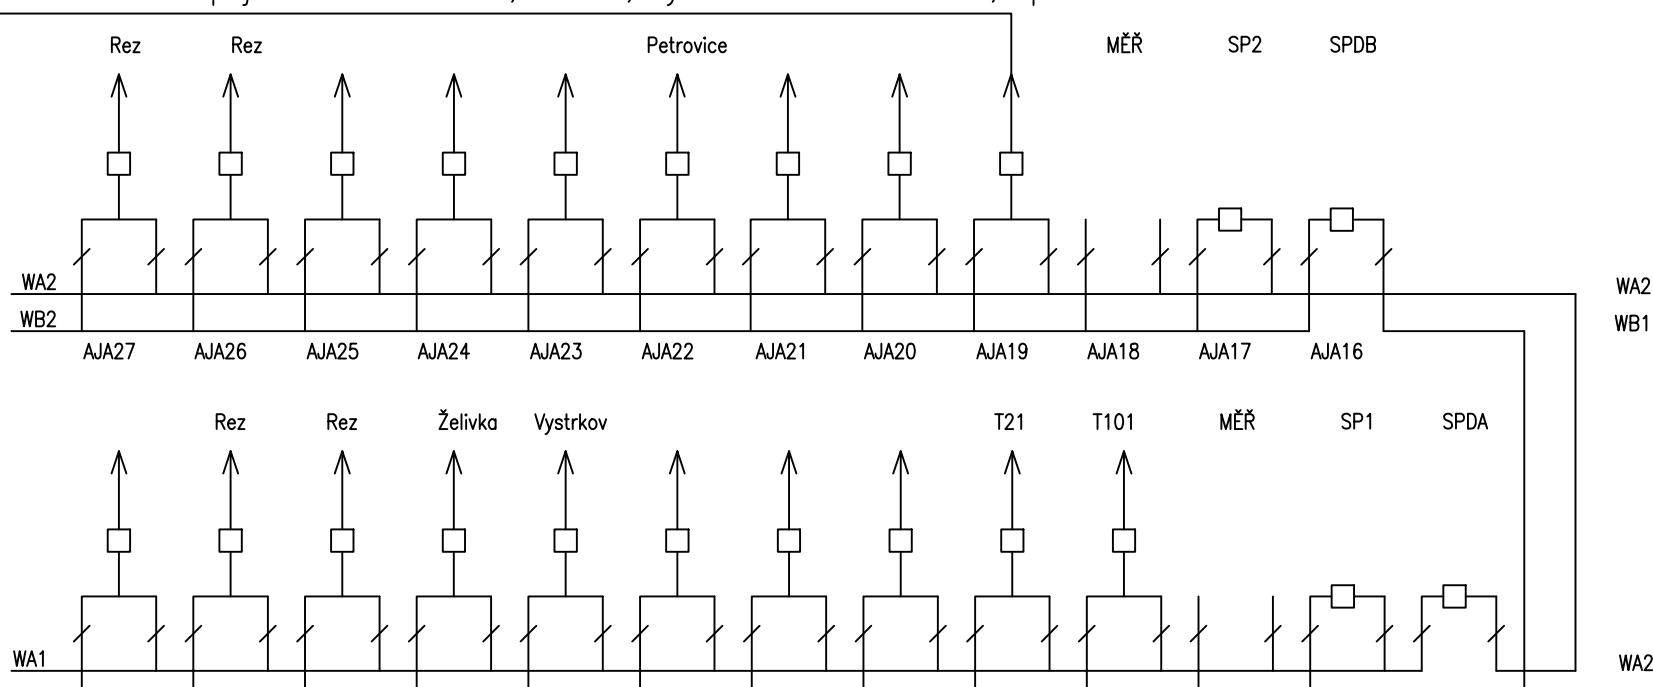 Rez Rez Petrovice MĚŘ SP2 SPDB
WA2 WA2
WB2 WB1
AJA27 AJA26 AJA25 AJA24 AJA23 AJA22 AJA21 AJA20 AJA19 AJA18 AJA17 AJA16
Rez Rez Želivka Vystrkov T21 T101 MĚŘ SP1 SPDA
WA1 WA2